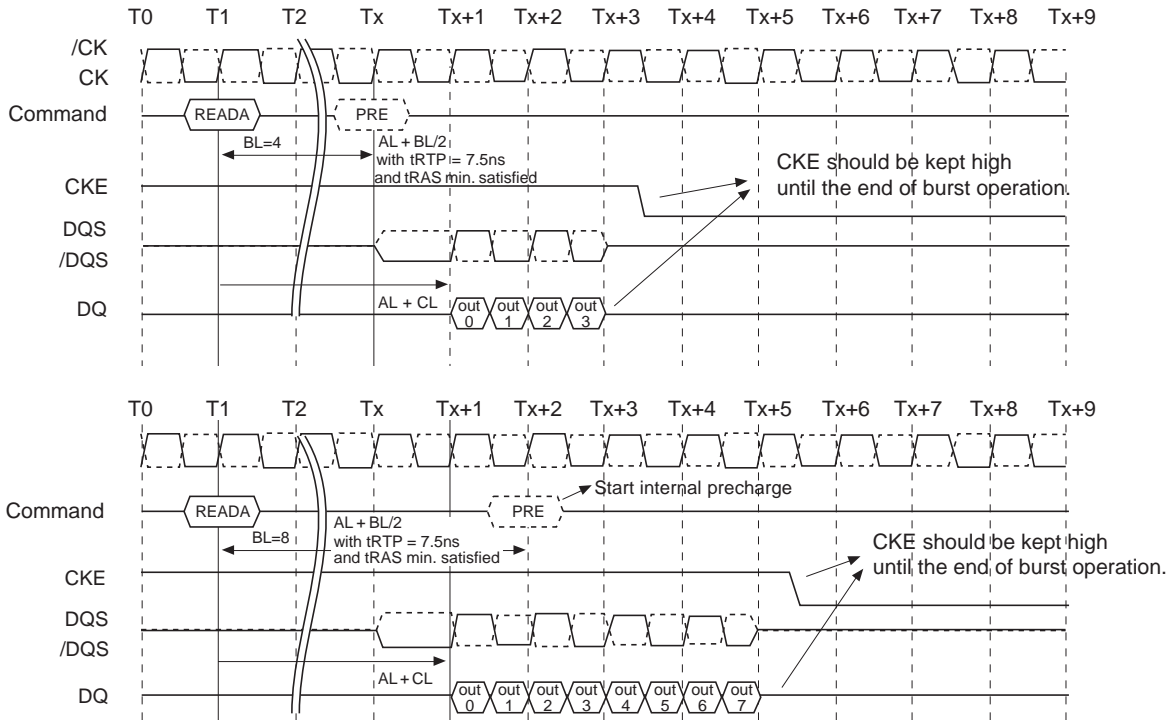 T0 T1 T2 Tx Tx+1 Tx+2 Tx+3 Tx+4 Tx+5 Tx+6 Tx+7 Tx+8 Tx+9
/CK
CK
Command READA PRE
BL=4
AL + BL/2
with tRTP = 7.5ns
and tRAS min. satisfied
CKE should be kept high
until the end of burst operation.
CKE
DQS
/DQS
AL + CL
DQ out 0 out 1 out 2 out 3
T0 T1 T2 Tx Tx+1 Tx+2 Tx+3 Tx+4 Tx+5 Tx+6 Tx+7 Tx+8 Tx+9
Start internal precharge
Command READA PRE
BL=8
AL + BL/2
with tRTP = 7.5ns
and tRAS min. satisfied
CKE should be kept high
until the end of burst operation.
CKE
DQS
/DQS
AL + CL
DQ out 0 out 1 out 2 out 3 out 4 out 5 out 6 out 7